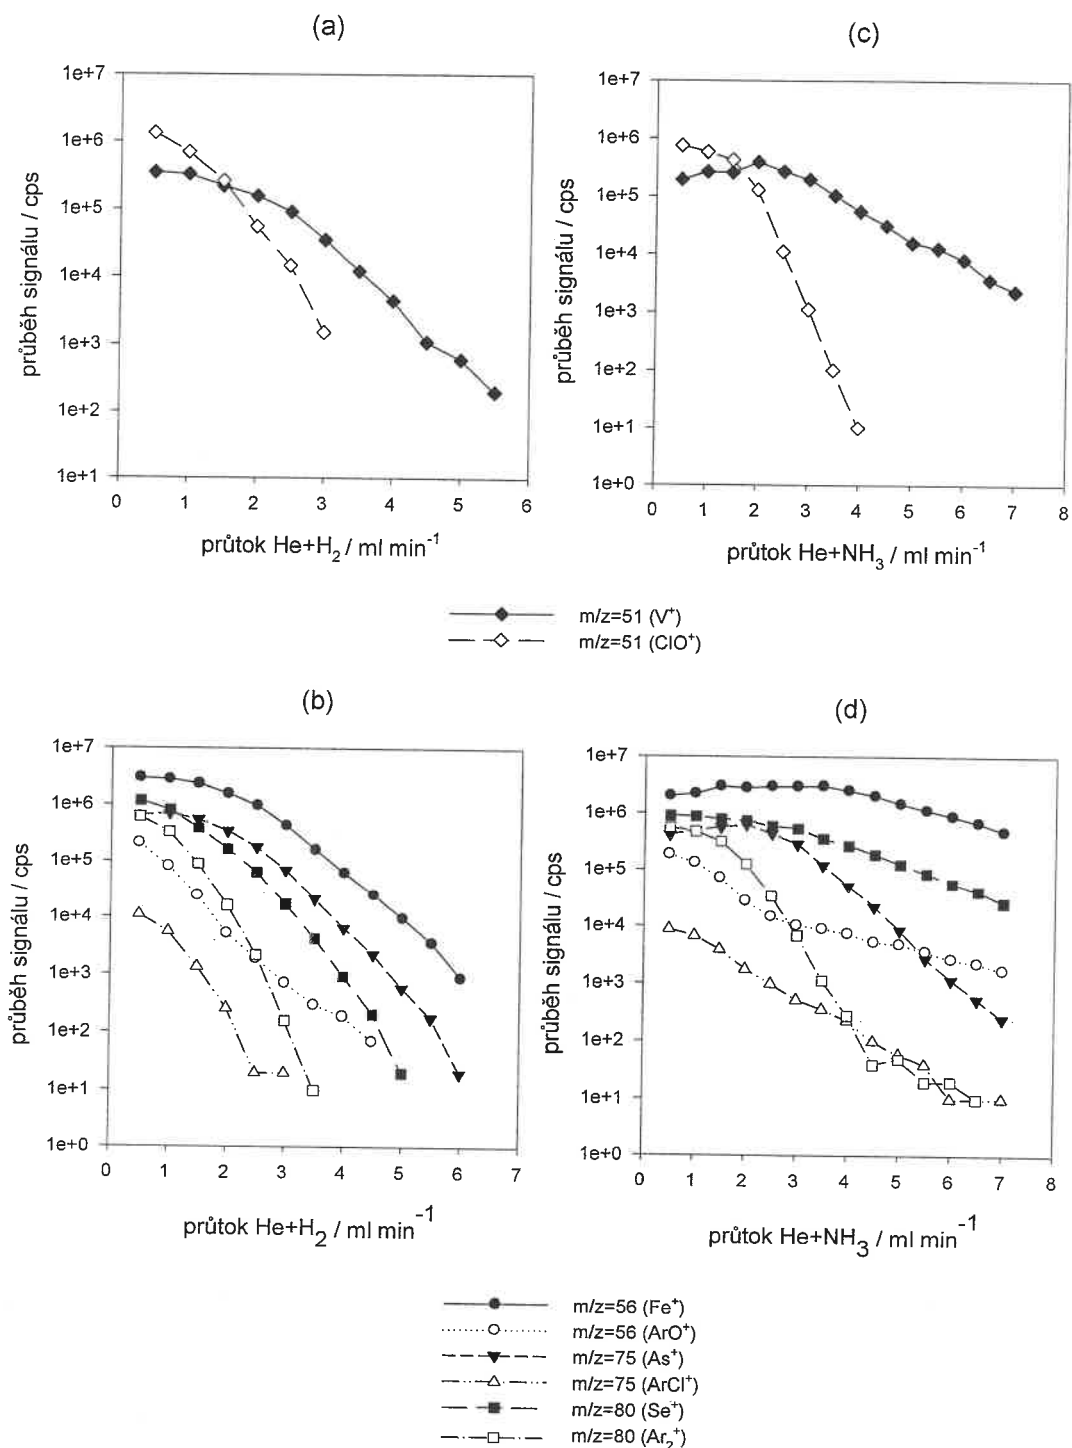 (a)
1e+7
1e+6
1e+5
1e+4
1e+3
1e+2
1e+1
průběh signálu / cps
0 1 2 3 4 5 6
průtok He+H₂ / ml min⁻¹
(c)
1e+7
1e+6
1e+5
1e+4
1e+3
1e+2
1e+1
1e+0
průběh signálu / cps
0 1 2 3 4 5 6 7 8
průtok He+NH₃ / ml min⁻¹
m/z=51 (V⁺)
m/z=51 (ClO⁺)
(b)
1e+7
1e+6
1e+5
1e+4
1e+3
1e+2
1e+1
1e+0
průběh signálu / cps
0 1 2 3 4 5 6 7
průtok He+H₂ / ml min⁻¹
(d)
1e+7
1e+6
1e+5
1e+4
1e+3
1e+2
1e+1
1e+0
průběh signálu / cps
0 1 2 3 4 5 6 7 8
průtok He+NH₃ / ml min⁻¹
m/z=56 (Fe⁺)
m/z=56 (ArO⁺)
m/z=75 (As⁺)
m/z=75 (ArCl⁺)
m/z=80 (Se⁺)
m/z=80 (Ar₂⁺)